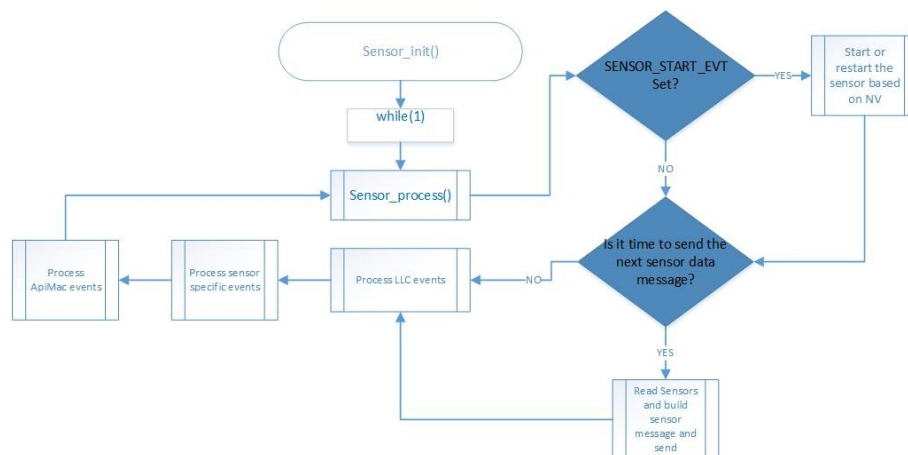 Sensor_init()
SENSOR_START_EVT
Set?
YES
Start or
restart the
sensor based
on NV
while(1)
NO
Sensor_process()
Is it time to send the
next sensor data
message?
Process
ApiMac events
Process sensor
specific events
Process LLC events
NO
YES
Read Sensors
and build
sensor
message and
send